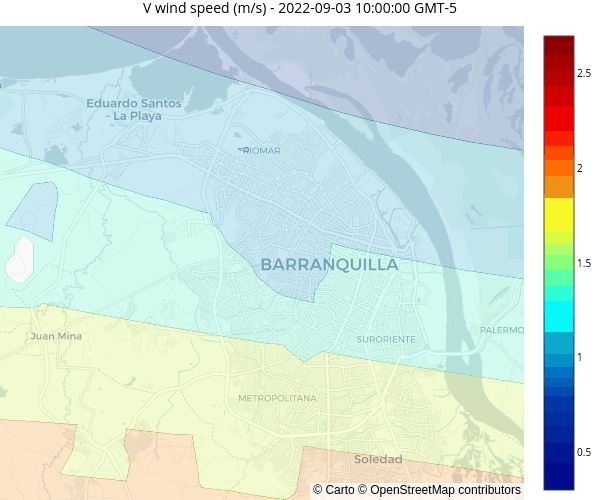 V wind speed (m/s) - 2022-09-03 10:00:00 GMT-5
Eduardo Santos
- La Playa
RIOMAR
BARRANQUILLA
Juan Mina
SURORIENTE
PALERMO
METROPOLITANA
Soledad
© Carto © OpenStreetMap contributors
2.5
2
1.5
1
0.5